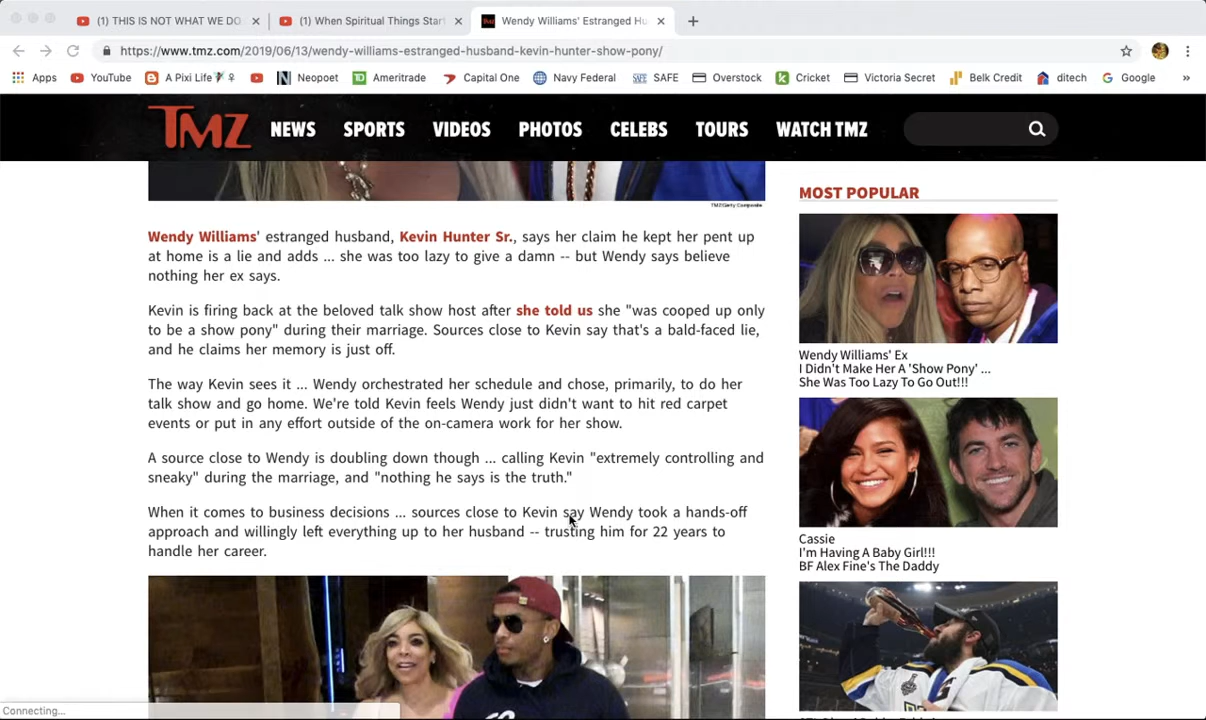 (1) THIS IS NOT WHAT WE DO
(1) When Spiritual Things Start
Wendy Williams' Estranged Hu
https://www.tmz.com/2019/06/13/wendy-williams-estranged-husband-kevin-hunter-show-pony/
Apps YouTube A Pixi Life Neopoet Ameritrade Capital One Navy Federal SAFE Overstock Cricket Victoria Secret Belk Credit ditech Google »
TMZ NEWS SPORTS VIDEOS PHOTOS CELEBS TOURS WATCH TMZ
TMZ/Getty Composite
Wendy Williams' estranged husband, Kevin Hunter Sr., says her claim he kept her pent up
at home is a lie and adds ... she was too lazy to give a damn -- but Wendy says believe
nothing her ex says.
Kevin is firing back at the beloved talk show host after she told us she "was cooped up only
to be a show pony" during their marriage. Sources close to Kevin say that's a bald-faced lie,
and he claims her memory is just off.
The way Kevin sees it ... Wendy orchestrated her schedule and chose, primarily, to do her
talk show and go home. We're told Kevin feels Wendy just didn't want to hit red carpet
events or put in any effort outside of the on-camera work for her show.
A source close to Wendy is doubling down though ... calling Kevin "extremely controlling and
sneaky" during the marriage, and "nothing he says is the truth."
When it comes to business decisions ... sources close to Kevin say Wendy took a hands-off
approach and willingly left everything up to her husband -- trusting him for 22 years to
handle her career.
MOST POPULAR
Wendy Williams' Ex
I Didn't Make Her A 'Show Pony' ...
She Was Too Lazy To Go Out!!!
Cassie
I'm Having A Baby Girl!!!
BF Alex Fine's The Daddy
Connecting...